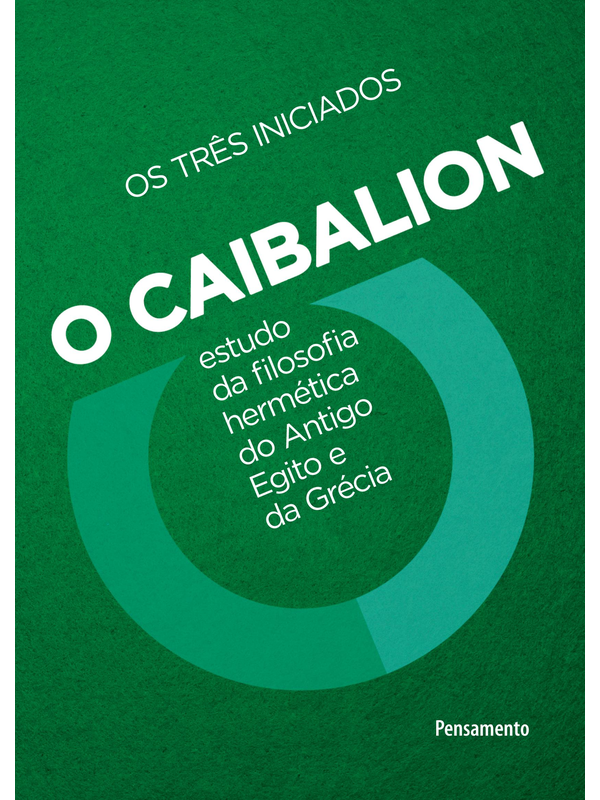 OS TRÊS INICIADOS
O CAIBALION
estudo
da filosofia
hermética
do Antigo
Egito e
da Grécia
Pensamento